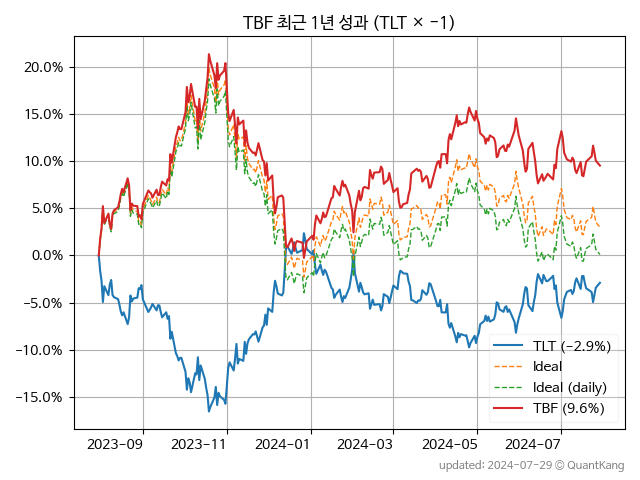 TBF 최근 1년 성과 (TLT × −1)
20.0%
15.0%
10.0%
5.0%
0.0%
−5.0%
−10.0%
−15.0%
TLT (−2.9%)
Ideal
Ideal (daily)
TBF (9.6%)
2023−09 2023−11 2024−01 2024−03 2024−05 2024−07
updated: 2024-07-29 © QuantKang